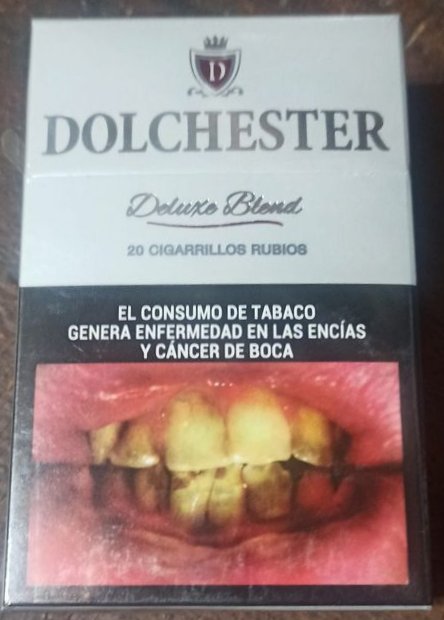 D
DOLCHESTER
Deluxe Blend
20 CIGARRILLOS RUBIOS
EL CONSUMO DE TABACO
GENERA ENFERMEDAD EN LAS ENCÍAS
Y CÁNCER DE BOCA